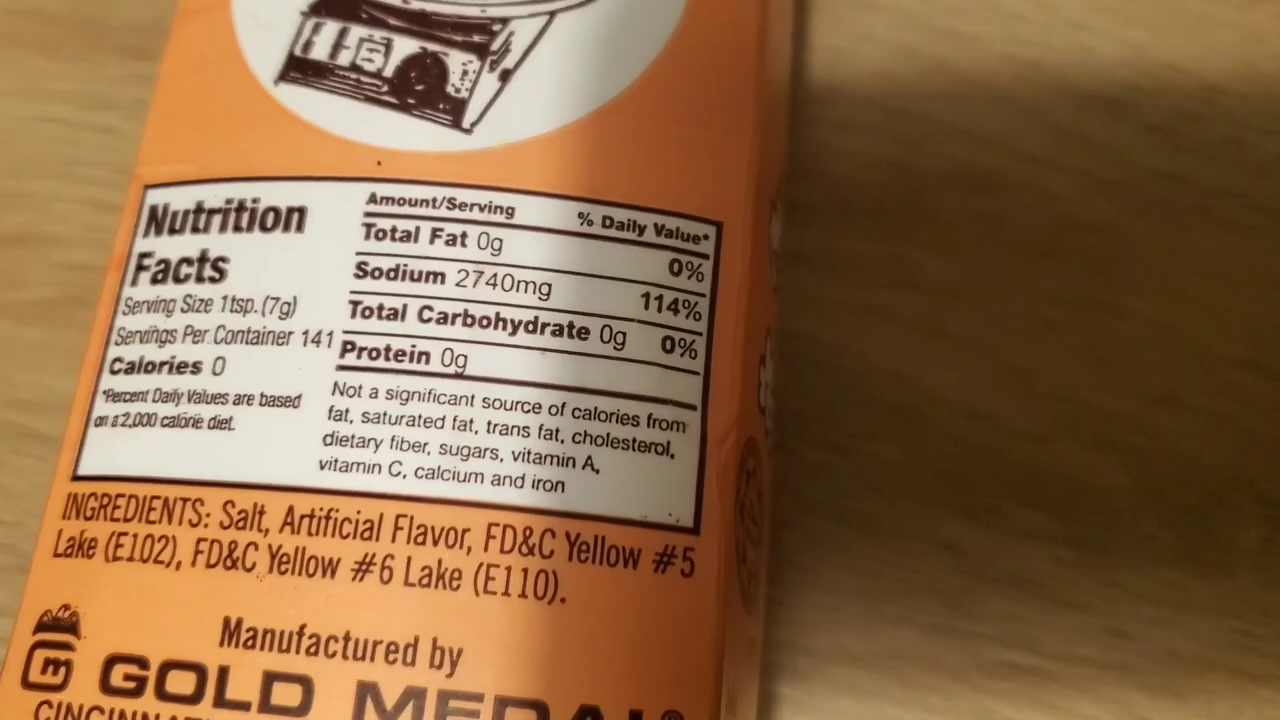 Nutrition
Facts
Serving Size 1tsp. (7g)
Servings Per Container 141
Calories 0
*Percent Daily Values are based
on a 2,000 calorie diet.
Amount/Serving % Daily Value*
Total Fat 0g 0%
Sodium 2740mg 114%
Total Carbohydrate 0g 0%
Protein 0g
Not a significant source of calories from
fat, saturated fat, trans fat, cholesterol,
dietary fiber, sugars, vitamin A,
vitamin C, calcium and iron
INGREDIENTS: Salt, Artificial Flavor, FD&C Yellow #5
Lake (E102), FD&C Yellow #6 Lake (E110).
Manufactured by
m GOLD MEDAL®